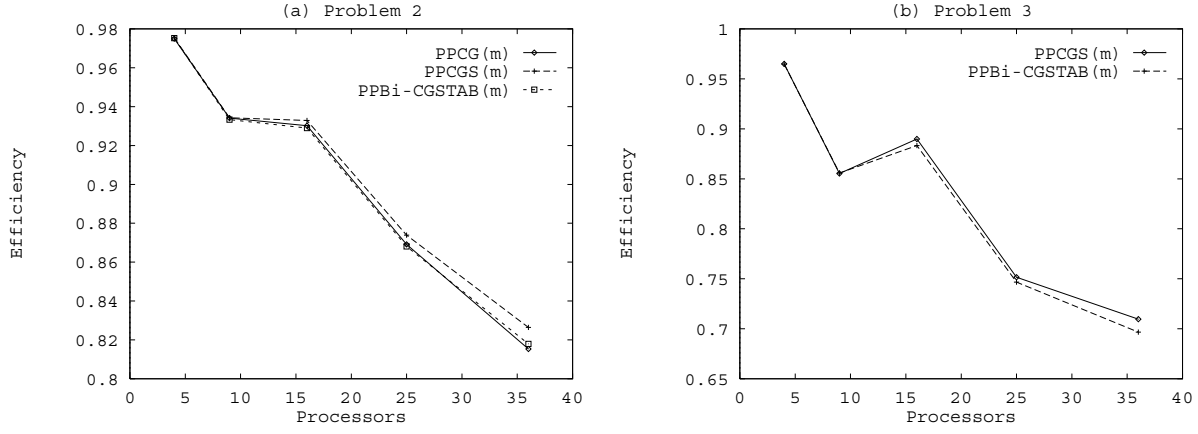 (a) Problem 2
0.98
0.96
0.94
0.92
0.9
0.88
0.86
0.84
0.82
0.8
Efficiency
PPCG(m)
PPCGS(m)
PPBi-CGSTAB(m)
0 5 10 15 20 25 30 35 40
Processors
(b) Problem 3
1
0.95
0.9
0.85
0.8
0.75
0.7
0.65
Efficiency
PPCGS(m)
PPBi-CGSTAB(m)
0 5 10 15 20 25 30 35 40
Processors